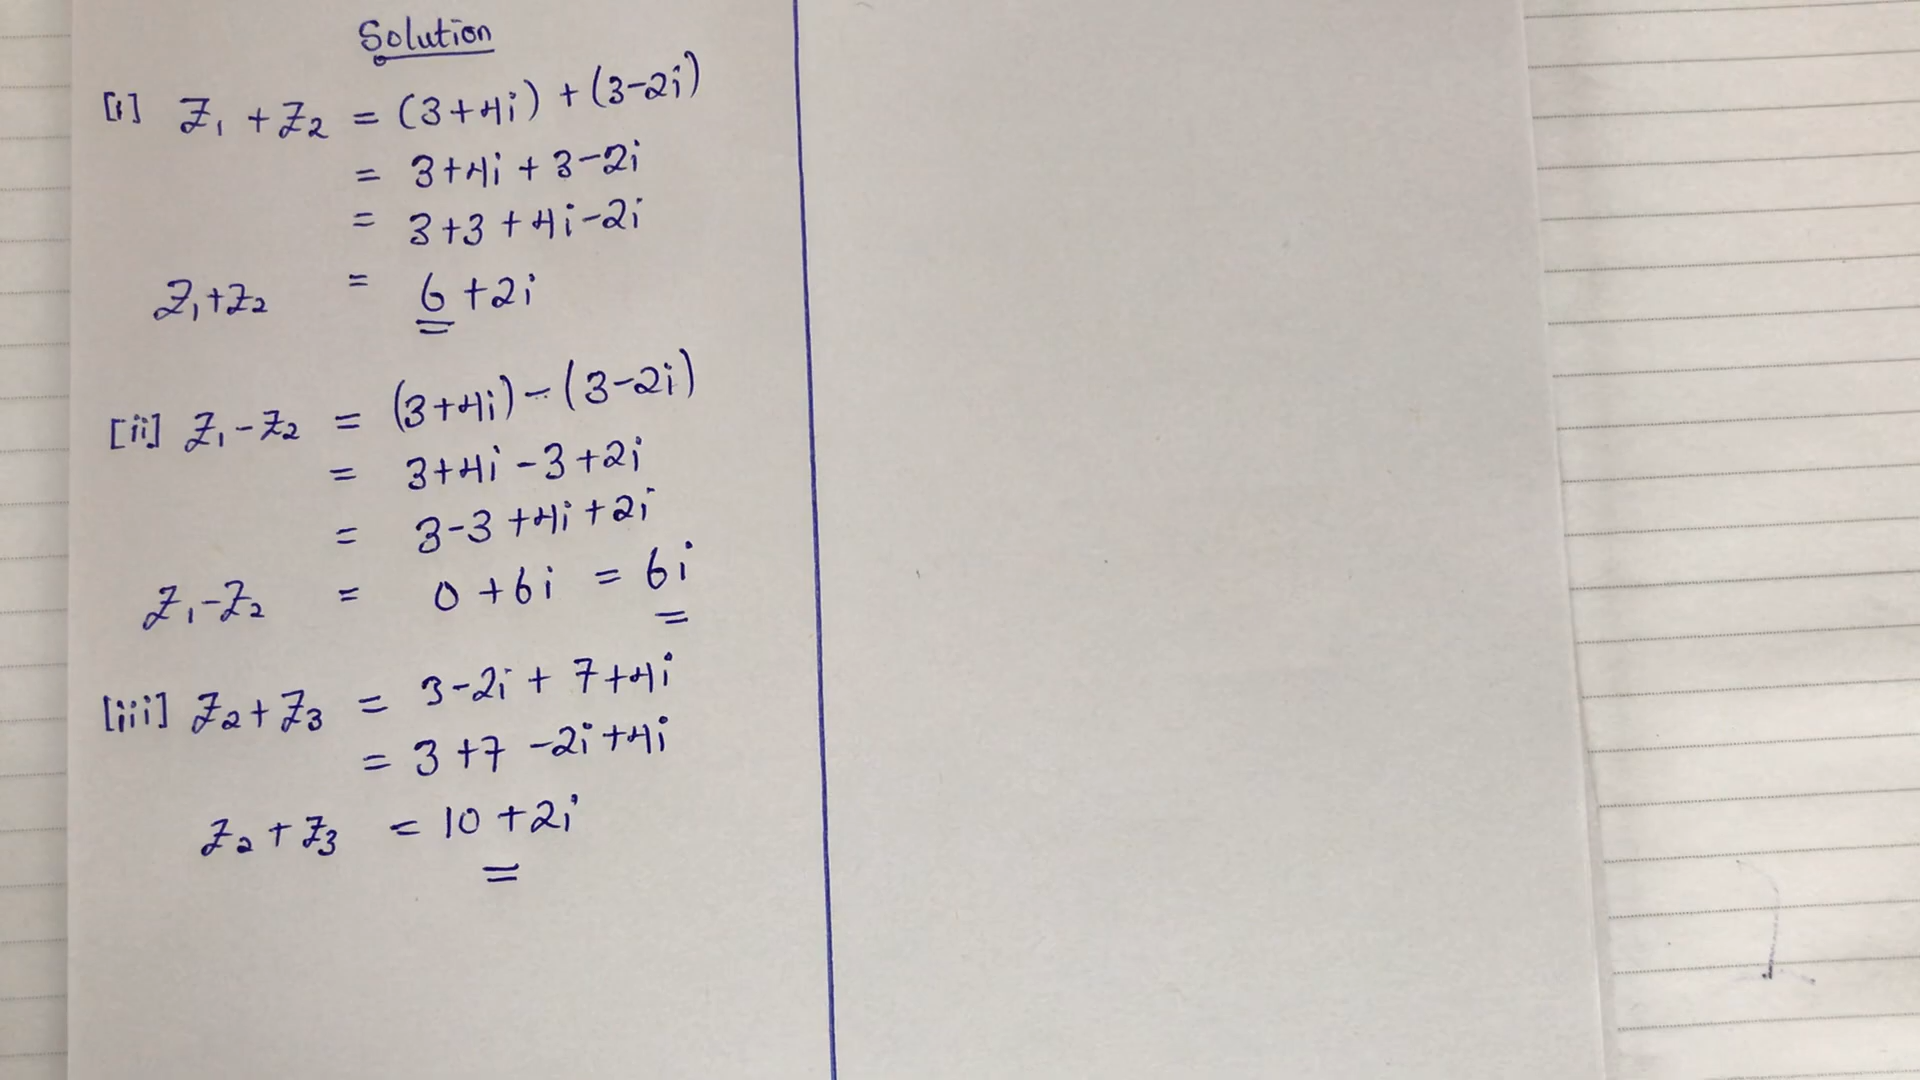 Solution
[i] Z₁ + Z₂ = (3+4i) + (3-2i)
= 3+4i + 3-2i
= 3+3 + 4i-2i
Z₁+Z₂ = 6 +2i
[ii] Z₁ - Z₂ = (3+4i) - (3-2i)
= 3+4i -3 +2i
= 3-3 +4i +2i
Z₁-Z₂ = 0 +6i = 6i
[iii] Z₂ + Z₃ = 3-2i + 7+4i
= 3 +7 -2i +4i
Z₂ + Z₃ = 10 +2i